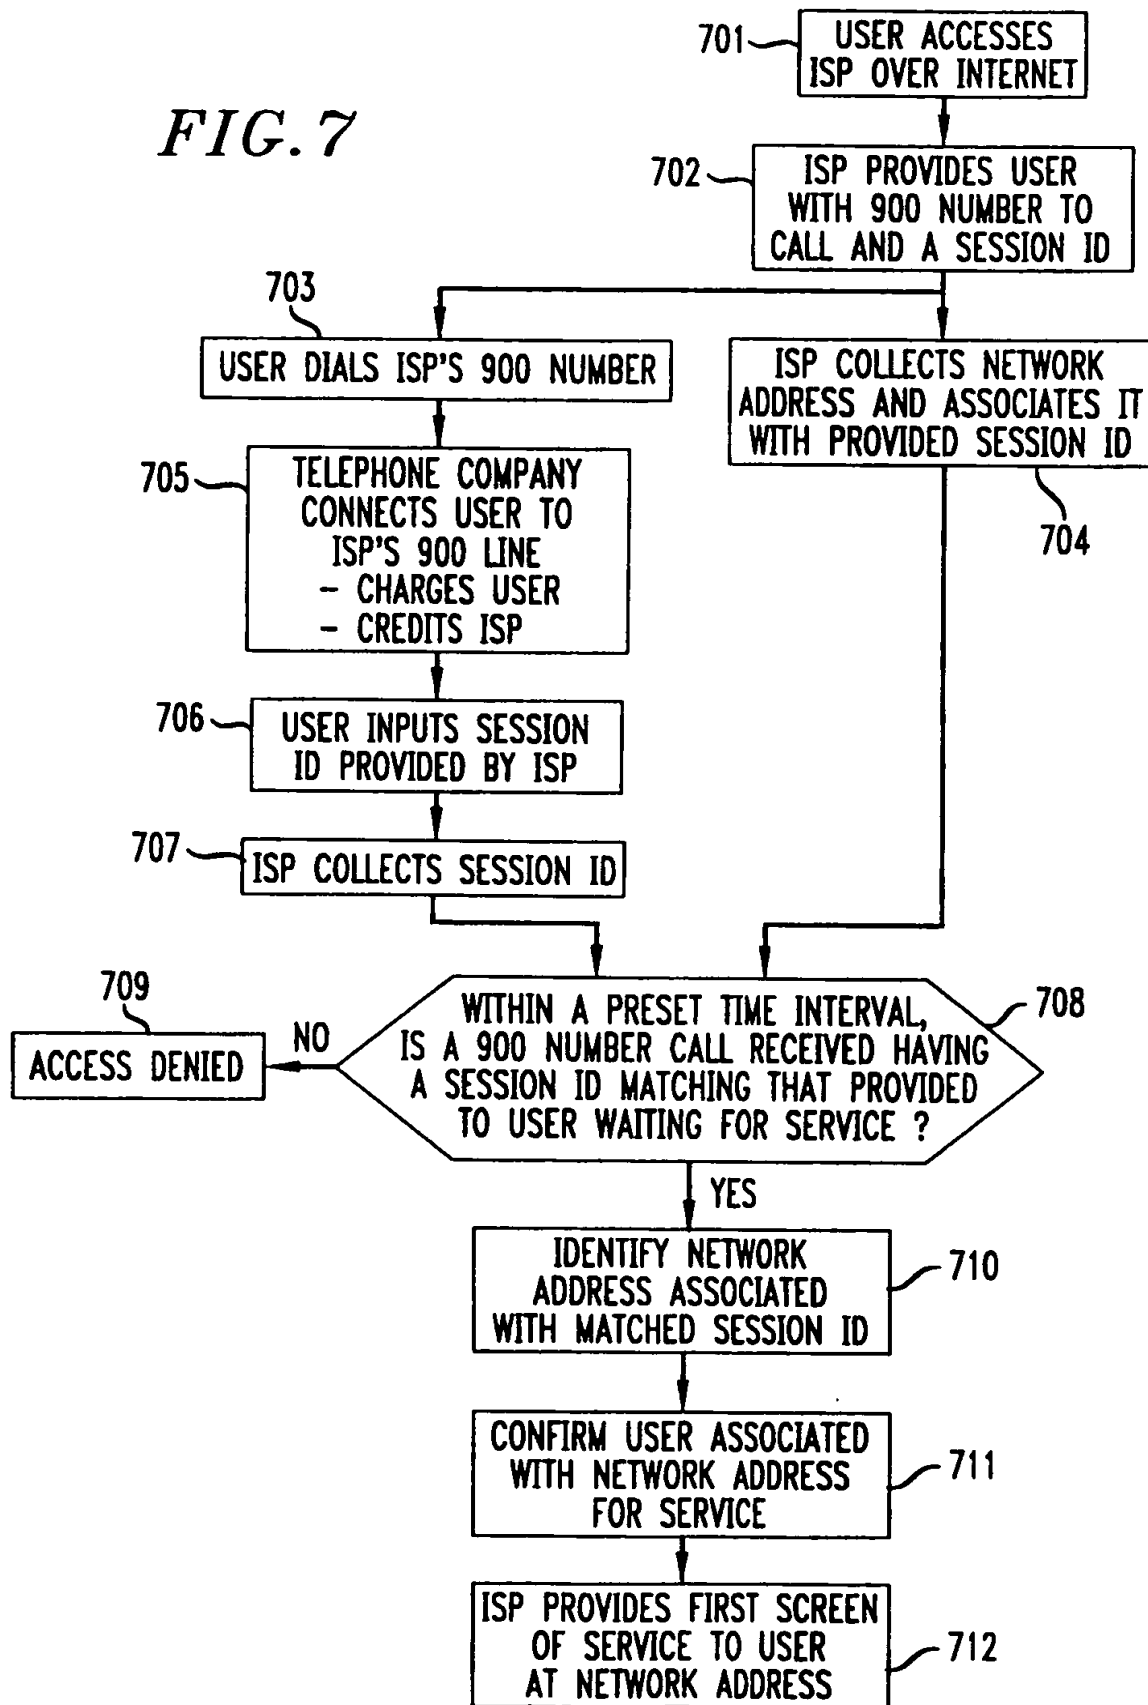 FIG. 7
701
USER ACCESSES
ISP OVER INTERNET
702
ISP PROVIDES USER
WITH 900 NUMBER TO
CALL AND A SESSION ID
703
USER DIALS ISP'S 900 NUMBER
ISP COLLECTS NETWORK
ADDRESS AND ASSOCIATES IT
WITH PROVIDED SESSION ID
704
705
TELEPHONE COMPANY
CONNECTS USER TO
ISP'S 900 LINE
- CHARGES USER
- CREDITS ISP
706
USER INPUTS SESSION
ID PROVIDED BY ISP
707
ISP COLLECTS SESSION ID
708
WITHIN A PRESET TIME INTERVAL,
IS A 900 NUMBER CALL RECEIVED HAVING
A SESSION ID MATCHING THAT PROVIDED
TO USER WAITING FOR SERVICE ?
709
NO
ACCESS DENIED
YES
IDENTIFY NETWORK
ADDRESS ASSOCIATED
WITH MATCHED SESSION ID
710
CONFIRM USER ASSOCIATED
WITH NETWORK ADDRESS
FOR SERVICE
711
ISP PROVIDES FIRST SCREEN
OF SERVICE TO USER
AT NETWORK ADDRESS
712